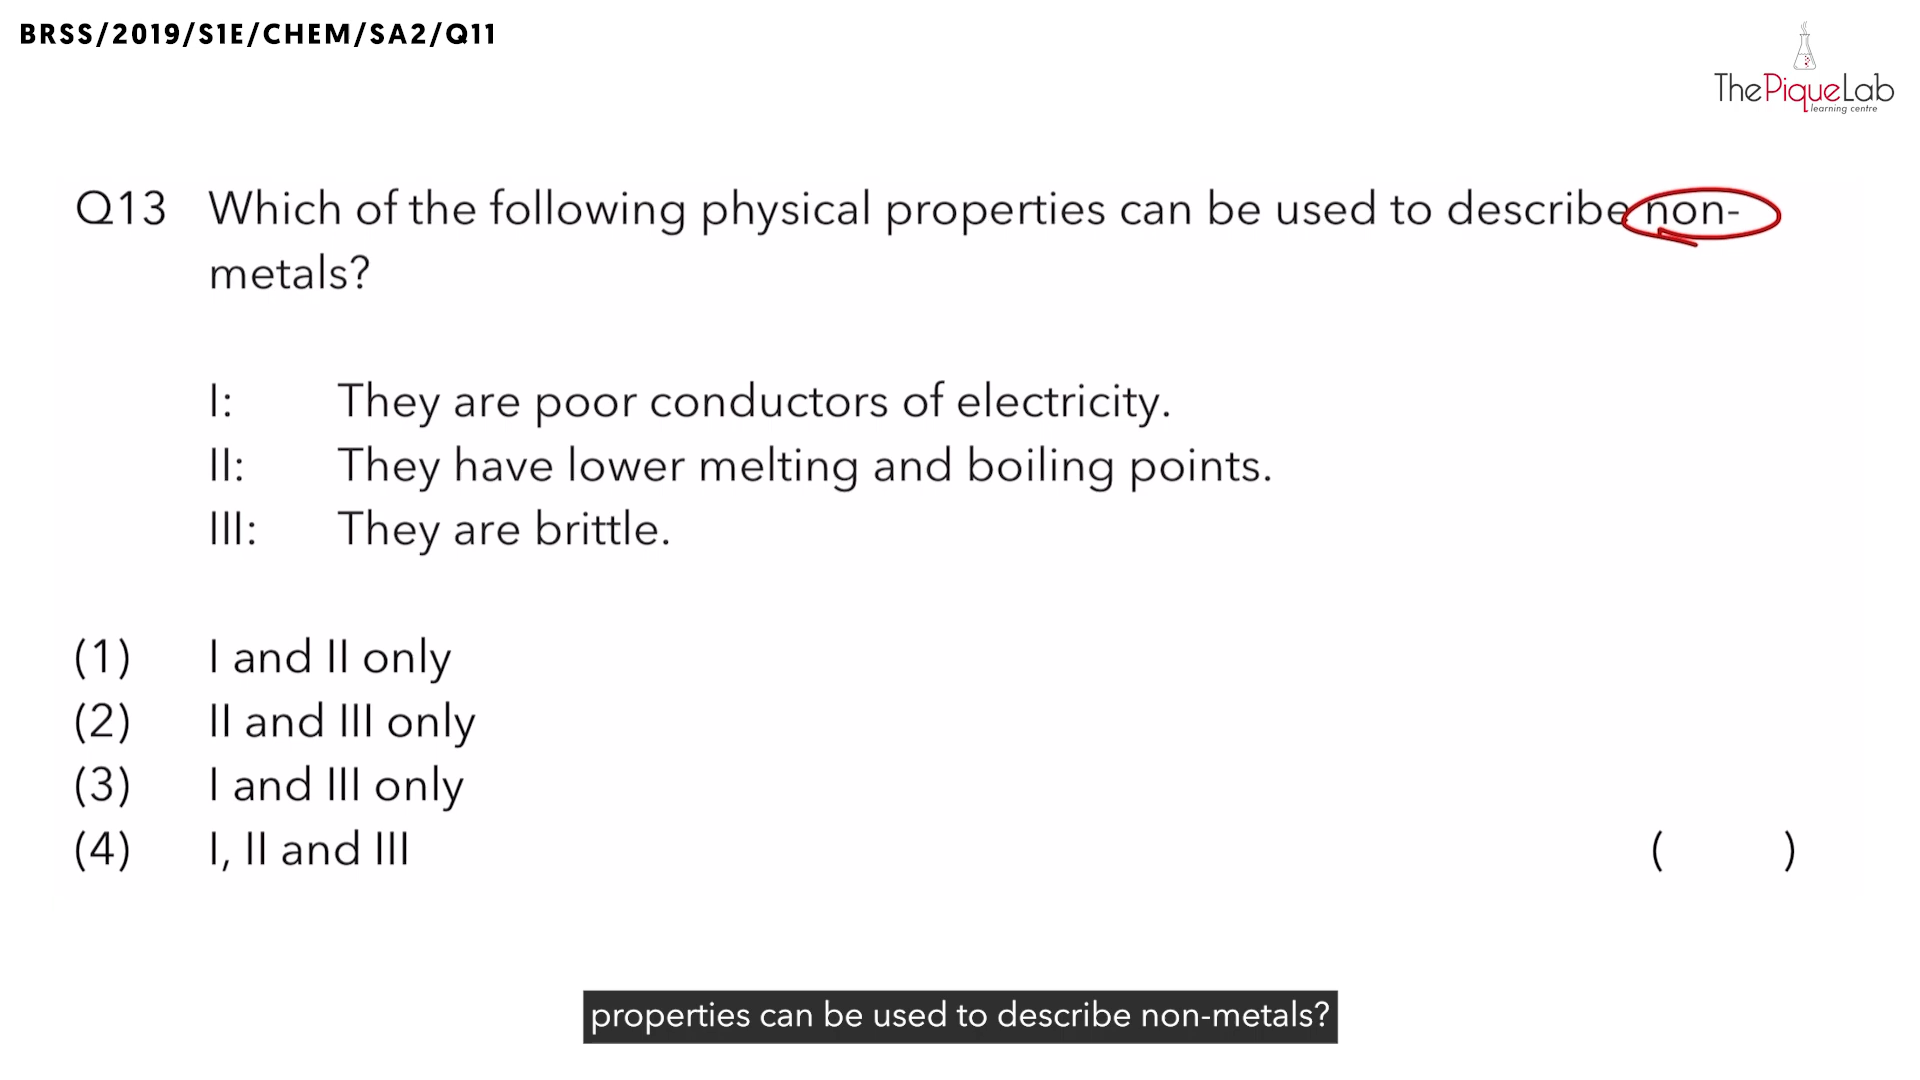 BRSS/2019/S1E/CHEM/SA2/Q11
ThePiqueLab
learning centre
Q13 Which of the following physical properties can be used to describe non-
metals?
I: They are poor conductors of electricity.
II: They have lower melting and boiling points.
III: They are brittle.
(1) I and II only
(2) II and III only
(3) I and III only
(4) I, II and III ( )
properties can be used to describe non-metals?